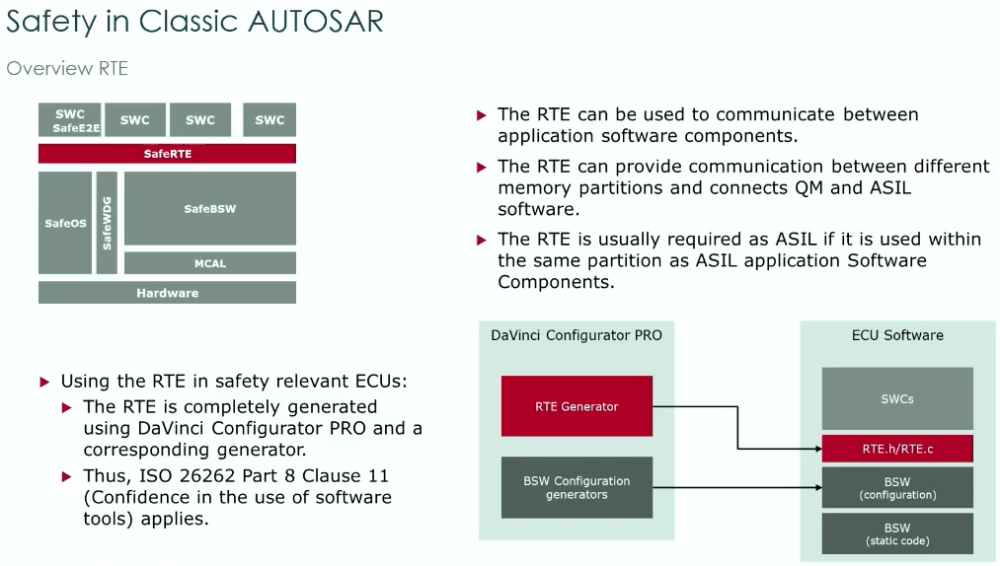 Safety in Classic AUTOSAR
Overview RTE
SWC
SafeE2E
SWC
SWC
SWC
SafeRTE
SafeOS
SafeWDG
SafeBSW
MCAL
Hardware
The RTE can be used to communicate between
application software components.
The RTE can provide communication between different
memory partitions and connects QM and ASIL
software.
The RTE is usually required as ASIL if it is used within
the same partition as ASIL application Software
Components.
Using the RTE in safety relevant ECUs:
The RTE is completely generated
using DaVinci Configurator PRO and a
corresponding generator.
Thus, ISO 26262 Part 8 Clause 11
(Confidence in the use of software
tools) applies.
DaVinci Configurator PRO
RTE Generator
BSW Configuration
generators
ECU Software
SWCs
RTE.h/RTE.c
BSW
(configuration)
BSW
(static code)